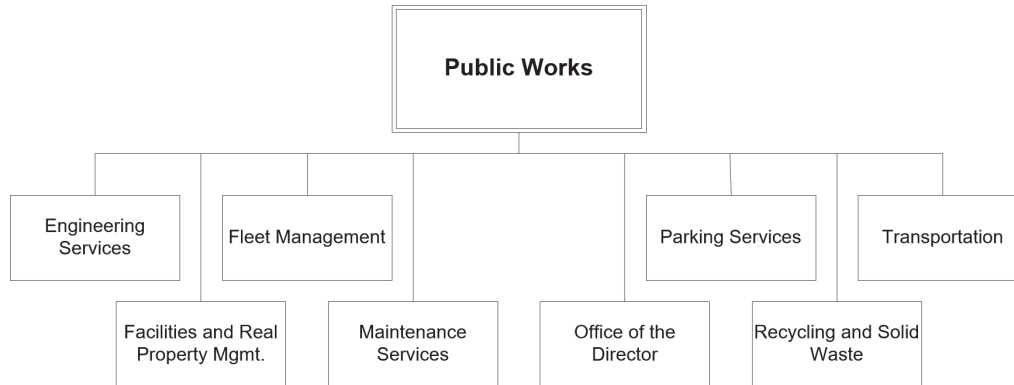 Public Works
Engineering
Services
Fleet Management
Parking Services
Transportation
Facilities and Real
Property Mgmt.
Maintenance
Services
Office of the
Director
Recycling and Solid
Waste